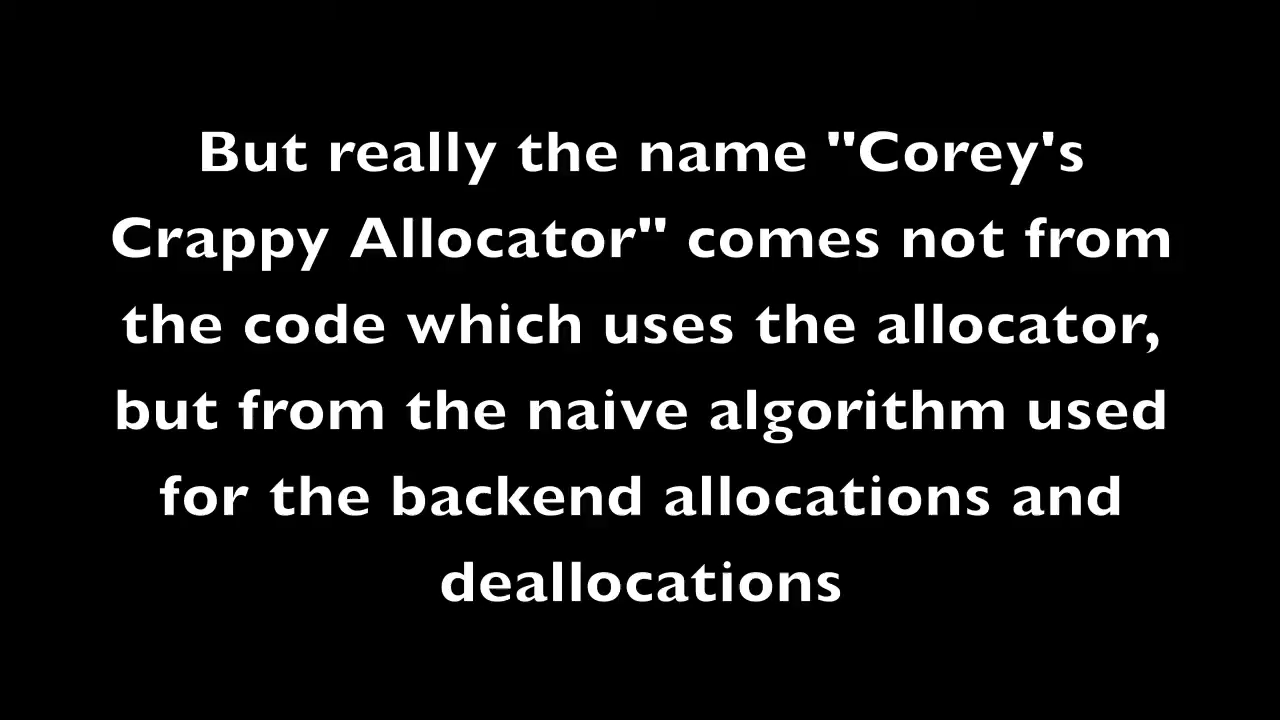 But really the name "Corey's
Crappy Allocator" comes not from
the code which uses the allocator,
but from the naive algorithm used
for the backend allocations and
deallocations